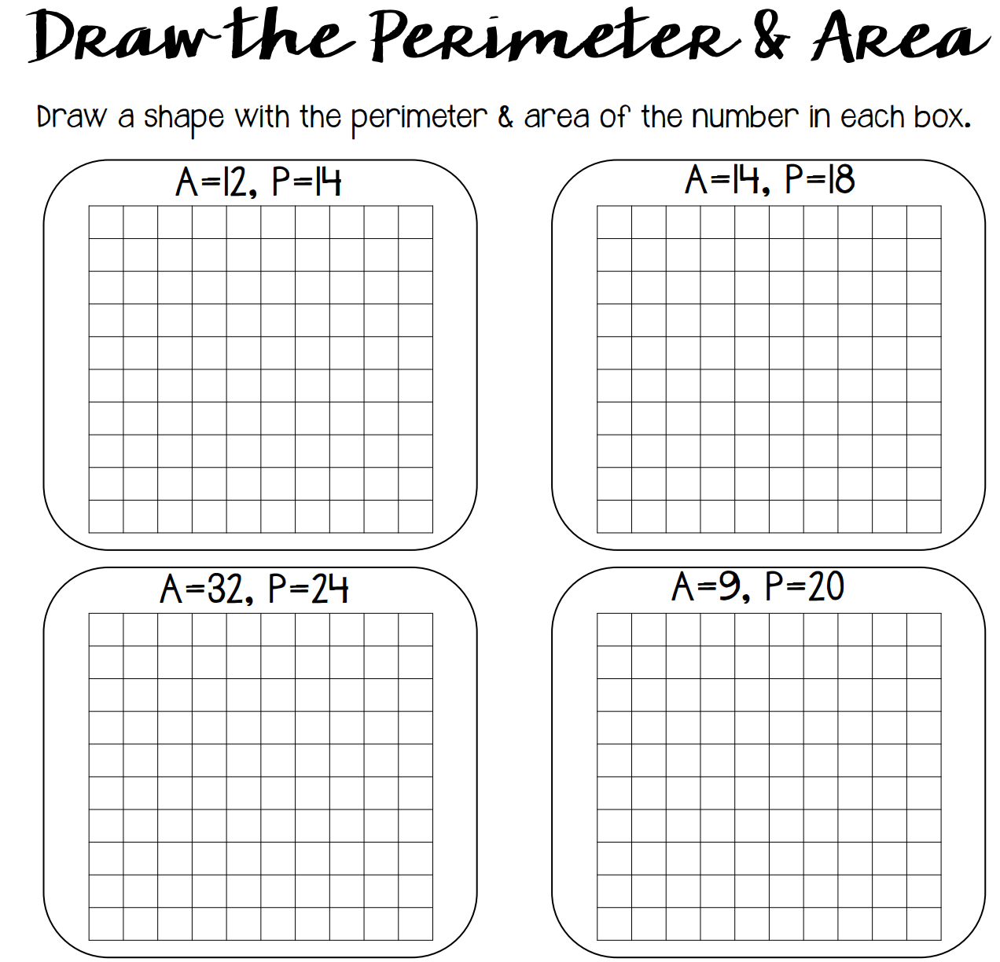 Draw the Perimeter & Area
Draw a shape with the perimeter & area of the number in each box.
A=12, P=14
A=14, P=18
A=32, P=24
A=9, P=20